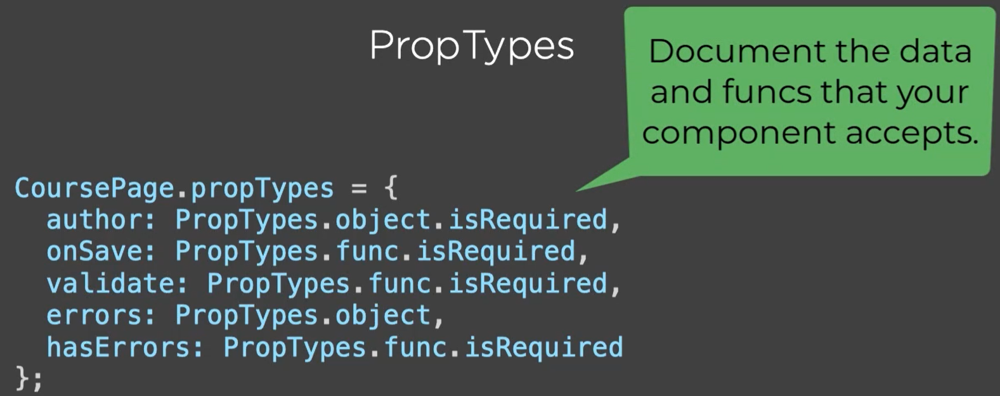 PropTypes
Document the data
and funcs that your
component accepts.
CoursePage.propTypes = {
  author: PropTypes.object.isRequired,
  onSave: PropTypes.func.isRequired,
  validate: PropTypes.func.isRequired,
  errors: PropTypes.object,
  hasErrors: PropTypes.func.isRequired
};